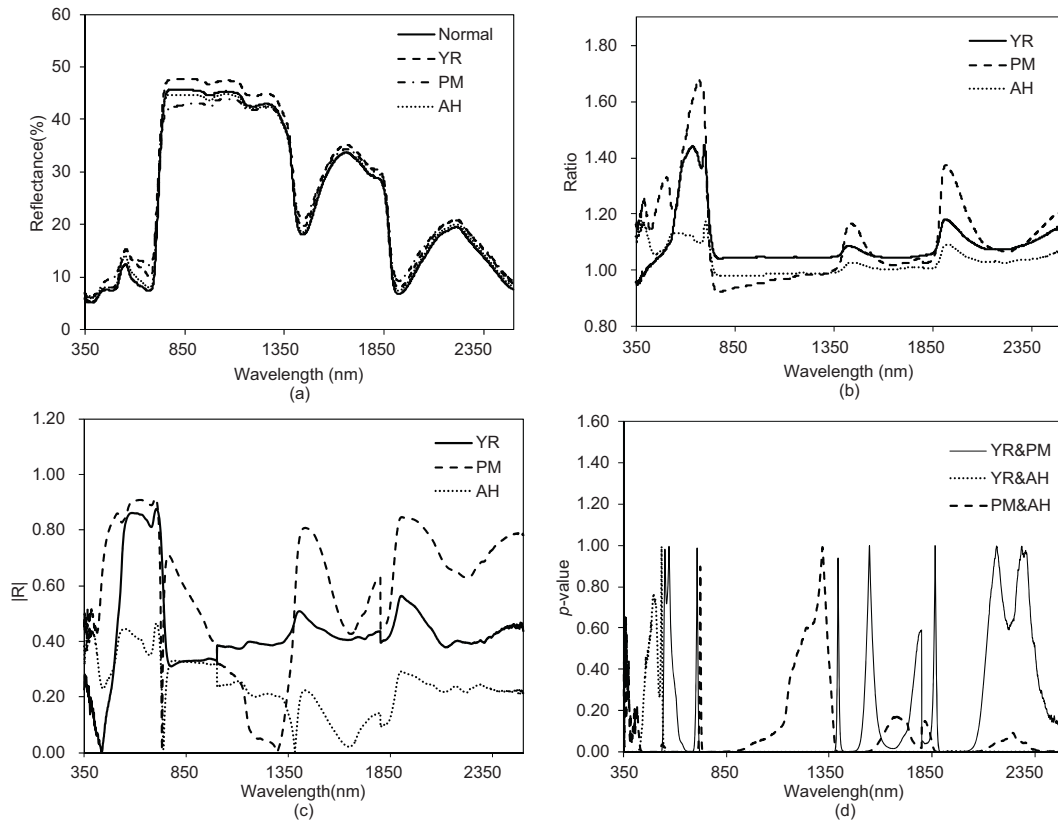 60
50
40
30
20
10
0
Reflectance(%)
Normal
YR
PM
AH
350 850 1350 1850 2350
Wavelength (nm)
(a)
1.80
1.60
1.40
1.20
1.00
0.80
Ratio
YR
PM
AH
350 850 1350 1850 2350
Wavelength (nm)
(b)
1.20
1.00
0.80
0.60
0.40
0.20
0.00
|R|
YR
PM
AH
350 850 1350 1850 2350
Wavelength(nm)
(c)
1.60
1.40
1.20
1.00
0.80
0.60
0.40
0.20
0.00
p-value
YR&PM
YR&AH
PM&AH
350 850 1350 1850 2350
Wavelength(nm)
(d)